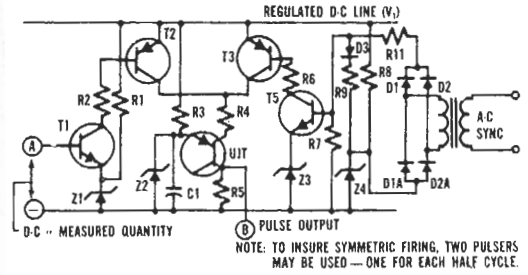 REGULATED D-C LINE (V₁)
T2
T3
D3
R11
R6
R8
R9
D1
D2
R2
R1
T5
T1
R3
R4
A-C
SYNC
A
UJT
R7
Z1
Z2
C1
R5
Z3
Z4
D1A
D2A
B
PULSE OUTPUT
D-C MEASURED QUANTITY
NOTE: TO INSURE SYMMETRIC FIRING, TWO PULSERS
MAY BE USED — ONE FOR EACH HALF CYCLE.